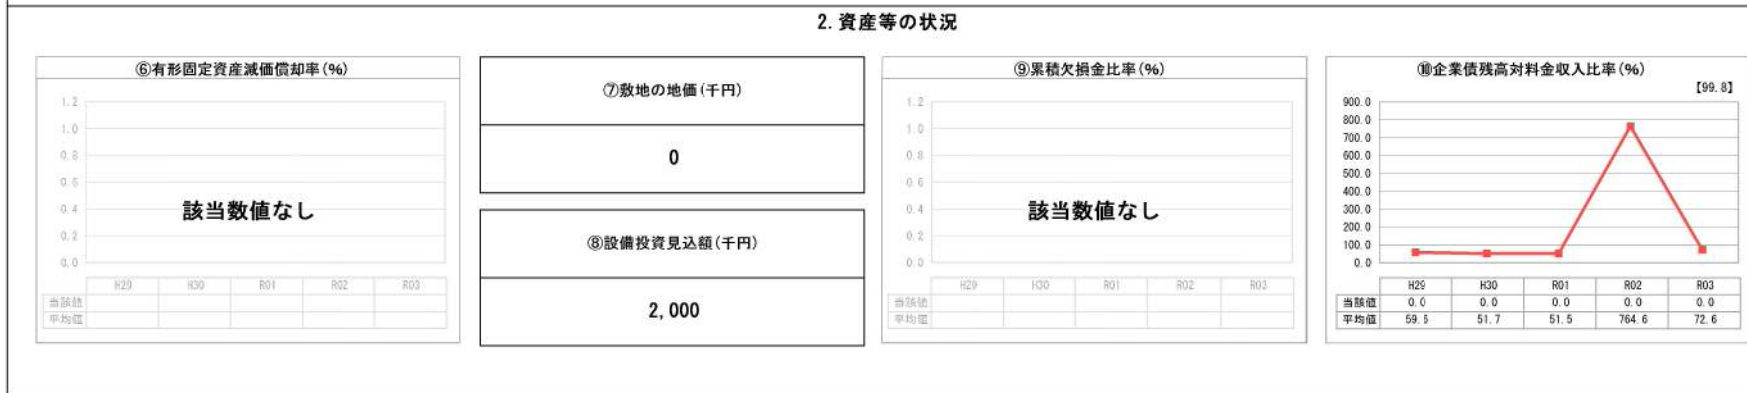 2. 資産等の状況
⑥有形固定資産減価償却率(%)
1.2
1.0
0.8
0.6
0.4
0.2
0.0
該当数値なし
H29 H30 R01 R02 R03
当該値
平均値
⑦敷地の地価(千円)
0
⑧設備投資見込額(千円)
2,000
⑨累積欠損金比率(%)
1.2
1.0
0.8
0.6
0.4
0.2
0.0
該当数値なし
H29 H30 R01 R02 R03
当該値
平均値
⑩企業債残高対料金収入比率(%)
【99.8】
900.0
800.0
700.0
600.0
500.0
400.0
300.0
200.0
100.0
0.0
H29 H30 R01 R02 R03
当該値 0.0 0.0 0.0 0.0 0.0
平均値 59.6 51.7 51.5 764.6 72.6